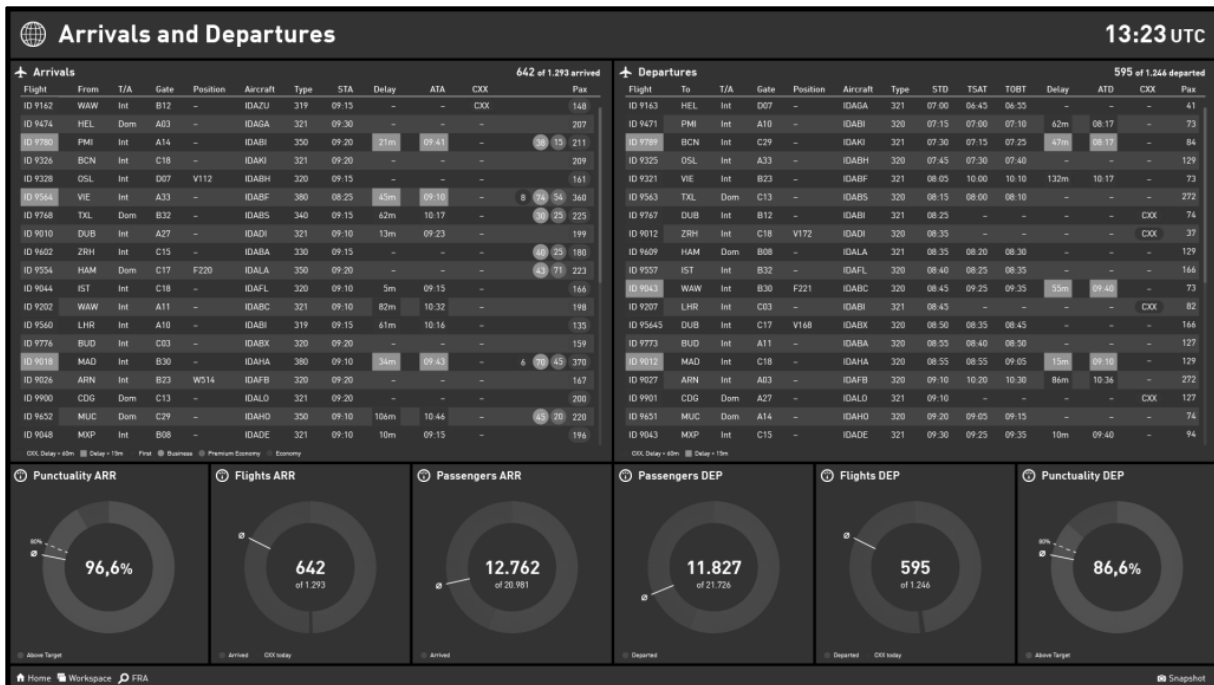 Arrivals and Departures
13:23 UTC
Arrivals
642 of 1.293 arrived
Flight From T/A Gate Position Aircraft Type STA Delay ATA CXX Pax
ID 9162 WAW Int B12 – IDAZU 319 09:15 – – CXX 148
ID 9474 HEL Dom A03 – IDAGA 321 09:30 – – – 207
ID 9780 PMI Int A14 – IDABI 350 09:20 21m 09:41 – 38 15 211
ID 9326 BCN Int C18 – IDAKI 321 09:20 – – – 209
ID 9328 OSL Int D07 V112 IDABH 320 09:15 – – – 161
ID 9564 VIE Int A33 – IDABF 380 08:25 45m 09:10 – 8 74 54 360
ID 9768 TXL Dom B32 – IDABS 340 09:15 62m 10:17 – 30 25 225
ID 9010 DUB Int A27 – IDADI 321 09:10 13m 09:23 – 199
ID 9602 ZRH Int C15 – IDABA 330 09:15 – – – 40 25 180
ID 9554 HAM Dom C17 F220 IDALA 350 09:20 – – – 43 71 223
ID 9044 IST Int C18 – IDAFL 320 09:10 5m 09:15 – 166
ID 9202 WAW Int A11 – IDABC 321 09:10 82m 10:32 – 198
ID 9560 LHR Int A10 – IDABI 319 09:15 61m 10:16 – 135
ID 9776 BUD Int C03 – IDABX 320 09:20 – – – 159
ID 9018 MAD Int B30 – IDAHA 380 09:10 34m 09:43 – 6 70 45 370
ID 9026 ARN Int B23 W514 IDAFB 320 09:20 – – – 167
ID 9900 CDG Dom C13 – IDALO 321 09:20 – – – 200
ID 9652 MUC Dom C29 – IDAHO 350 09:10 106m 10:46 – 45 20 220
ID 9048 MXP Int B08 – IDADE 321 09:10 10m 09:15 – 196
CXX, Delay > 60m Delay > 15m First Business Premium Economy Economy
Departures
595 of 1.246 departed
Flight To T/A Gate Position Aircraft Type STD TSAT TOBT Delay ATD CXX Pax
ID 9163 HEL Int D07 – IDAGA 321 07:00 06:45 06:55 – – – 41
ID 9471 PMI Int A10 – IDABI 320 07:15 07:00 07:10 62m 08:17 – 73
ID 9789 BCN Int C29 – IDAKI 321 07:30 07:15 07:25 47m 08:17 – 84
ID 9325 OSL Int A33 – IDABH 320 07:45 07:30 07:40 – – – 129
ID 9321 VIE Int B23 – IDABF 321 08:05 10:00 10:10 132m 10:17 – 73
ID 9563 TXL Dom C13 – IDABS 320 08:15 08:00 08:10 – – – 272
ID 9767 DUB Int B12 – IDABI 321 08:25 – – – – CXX 74
ID 9012 ZRH Int C18 V172 IDADI 320 08:35 – – – – CXX 37
ID 9609 HAM Dom B08 – IDALA 321 08:35 08:20 08:30 – – – 129
ID 9557 IST Int B32 – IDAFL 320 08:40 08:25 08:35 – – – 166
ID 9043 WAW Int B30 F221 IDABC 320 08:45 09:25 09:35 55m 09:40 – 73
ID 9207 LHR Int C03 – IDABI 321 08:45 – – – – CXX 82
ID 95645 DUB Int C17 V168 IDABX 320 08:50 08:35 08:45 – – – 166
ID 9773 BUD Int A11 – IDABA 320 08:55 08:40 08:50 – – – 127
ID 9012 MAD Int C18 – IDAHA 320 08:55 08:55 09:05 15m 09:10 – 129
ID 9027 ARN Int A03 – IDAFB 320 09:10 10:20 10:30 86m 10:36 – 272
ID 9901 CDG Dom A27 – IDALO 321 09:10 – – – – CXX 127
ID 9651 MUC Dom A14 – IDAHO 320 09:20 09:05 09:15 – – – 74
ID 9043 MXP Int C15 – IDADE 321 09:30 09:25 09:35 10m 09:40 – 94
CXX, Delay > 60m Delay > 15m
Punctuality ARR
80%
Ø
96,6%
Above Target
Flights ARR
Ø
642
of 1.293
Arrived CXX today
Passengers ARR
Ø
12.762
of 20.981
Arrived
Passengers DEP
Ø
11.827
of 21.726
Departed
Flights DEP
Ø
595
of 1.246
Departed CXX today
Punctuality DEP
80%
Ø
86,6%
Above Target
Home Workspace FRA
Snapshot